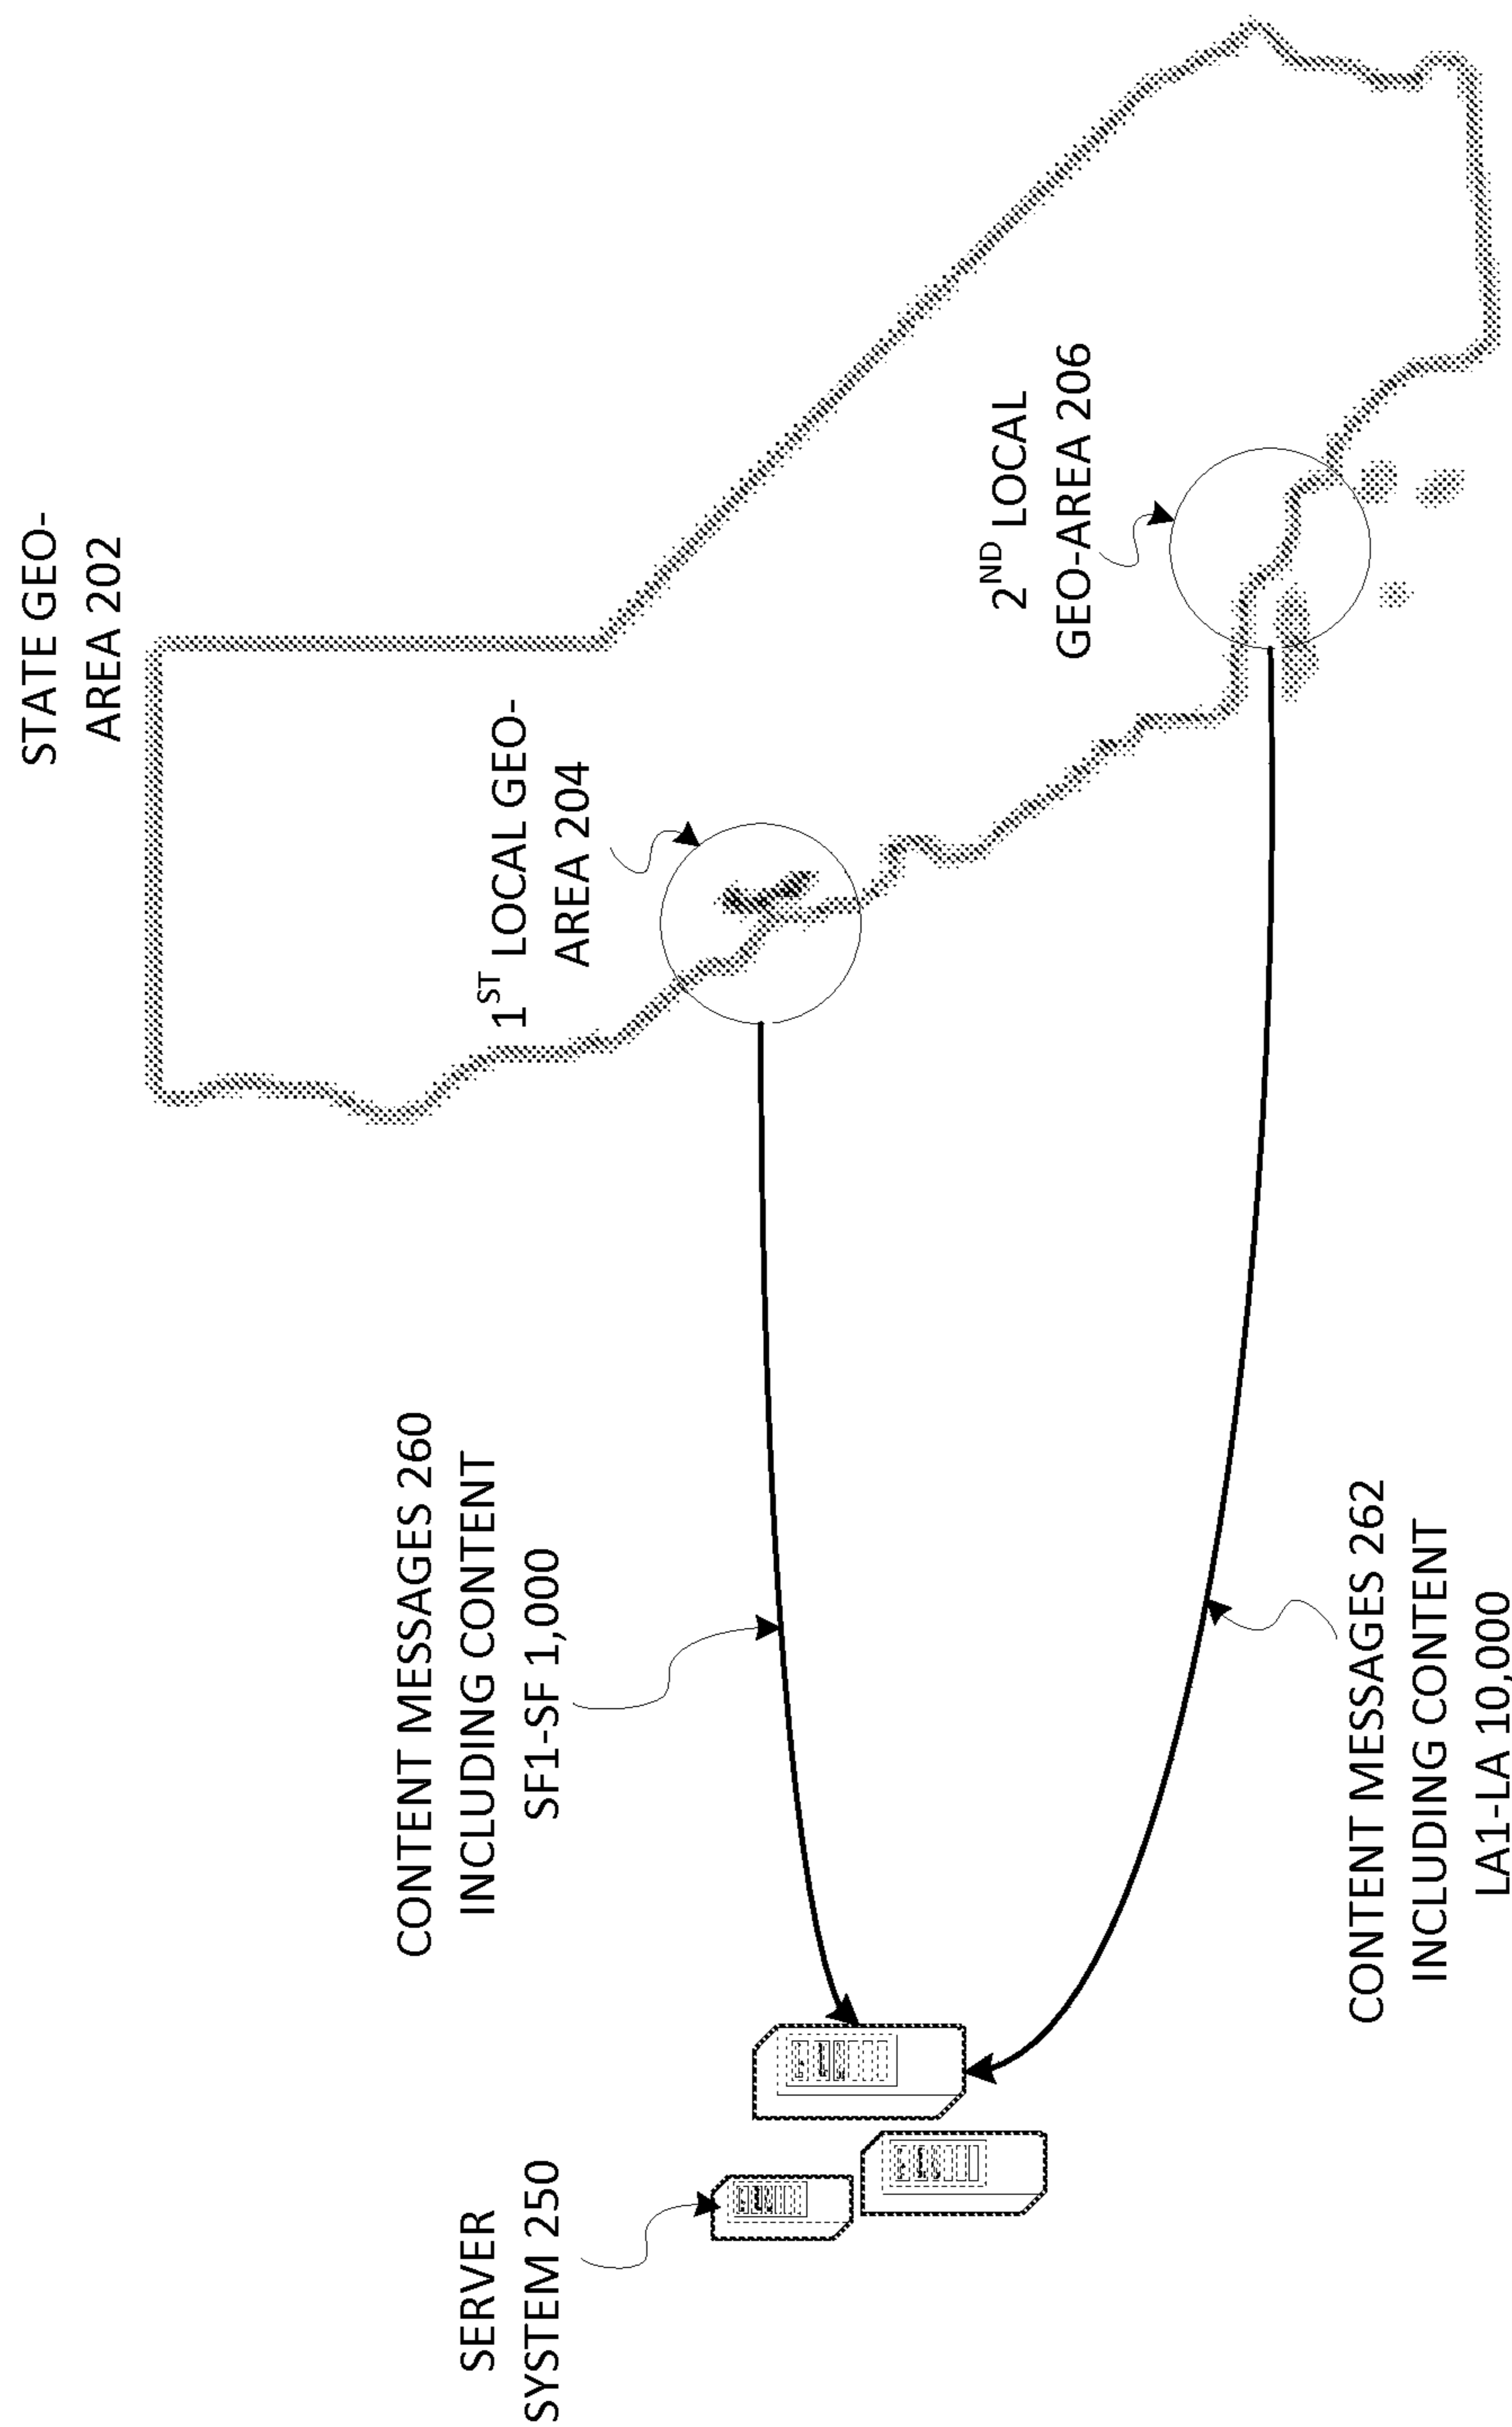 STATE GEO-
AREA 202
1ST LOCAL GEO-
AREA 204
2ND LOCAL
GEO-AREA 206
CONTENT MESSAGES 260
INCLUDING CONTENT
SF1-SF 1,000
CONTENT MESSAGES 262
INCLUDING CONTENT
LA1-LA 10,000
SERVER
SYSTEM 250